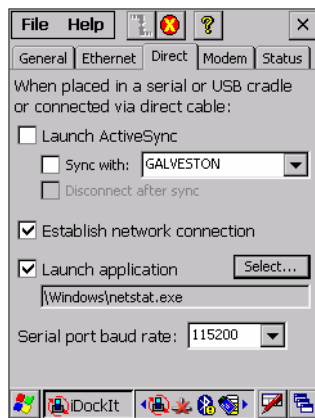 File Help
General Ethernet Direct Modem Status
When placed in a serial or USB cradle
or connected via direct cable:
Launch ActiveSync
Sync with: GALVESTON
Disconnect after sync
Establish network connection
Launch application Select...
\Windows\netstat.exe
Serial port baud rate: 115200
iDockIt